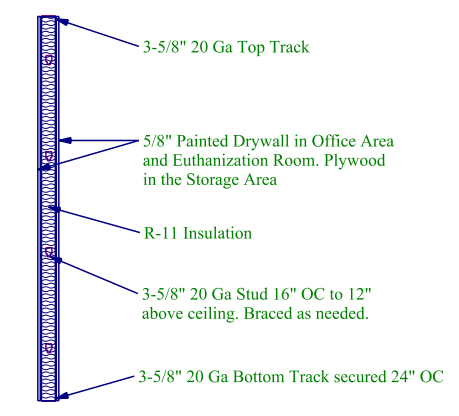 3-5/8" 20 Ga Top Track
5/8" Painted Drywall in Office Area
and Euthanization Room. Plywood
in the Storage Area
R-11 Insulation
3-5/8" 20 Ga Stud 16" OC to 12"
above ceiling. Braced as needed.
3-5/8" 20 Ga Bottom Track secured 24" OC